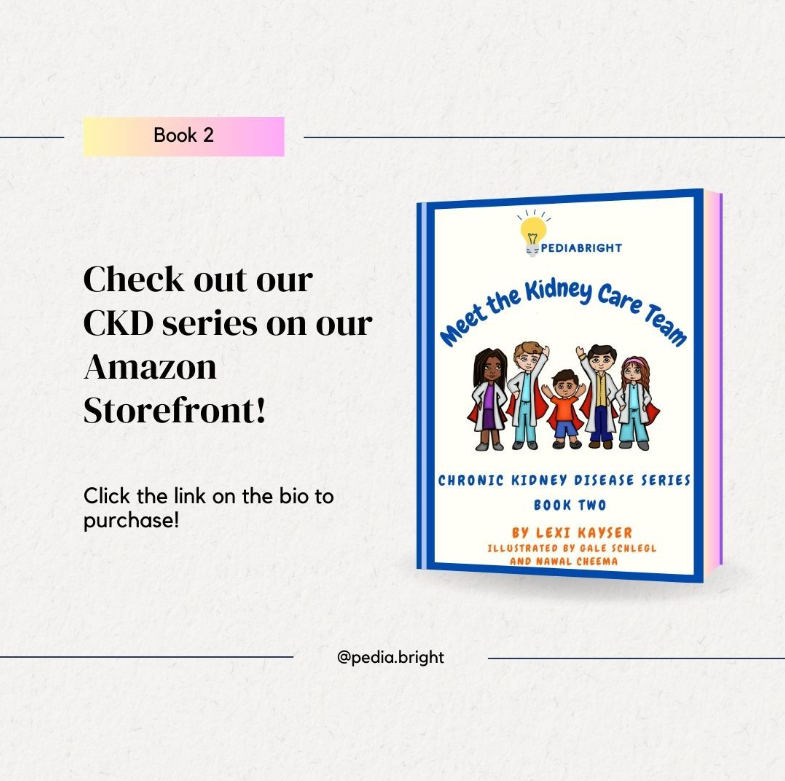 Book 2
Check out our
CKD series on our
Amazon
Storefront!
Click the link on the bio to
purchase!
PEDIABRIGHT
Meet the Kidney Care Team
CHRONIC KIDNEY DISEASE SERIES
BOOK TWO
BY LEXI KAYSER
ILLUSTRATED BY GALE SCHLEGL
AND NAWAL CHEEMA
@pedia.bright